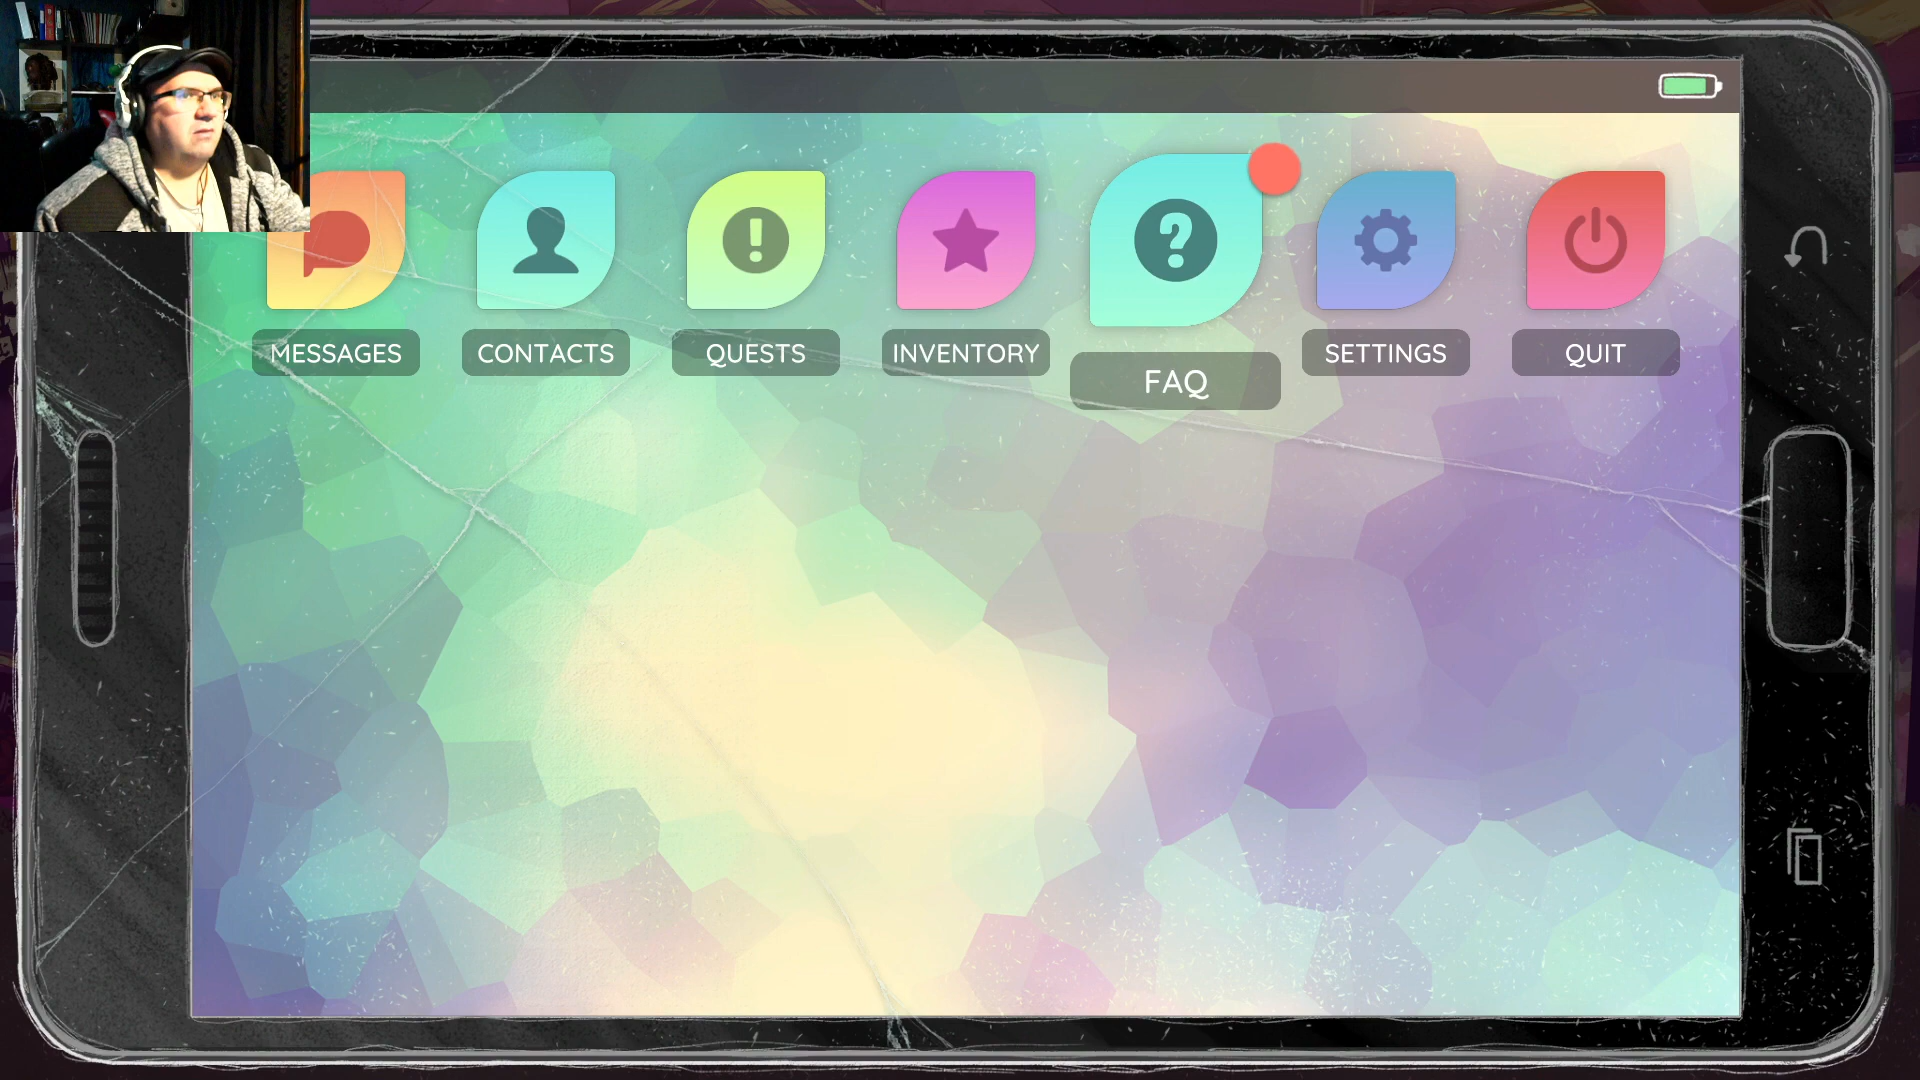 MESSAGES
CONTACTS
QUESTS
INVENTORY
FAQ
SETTINGS
QUIT